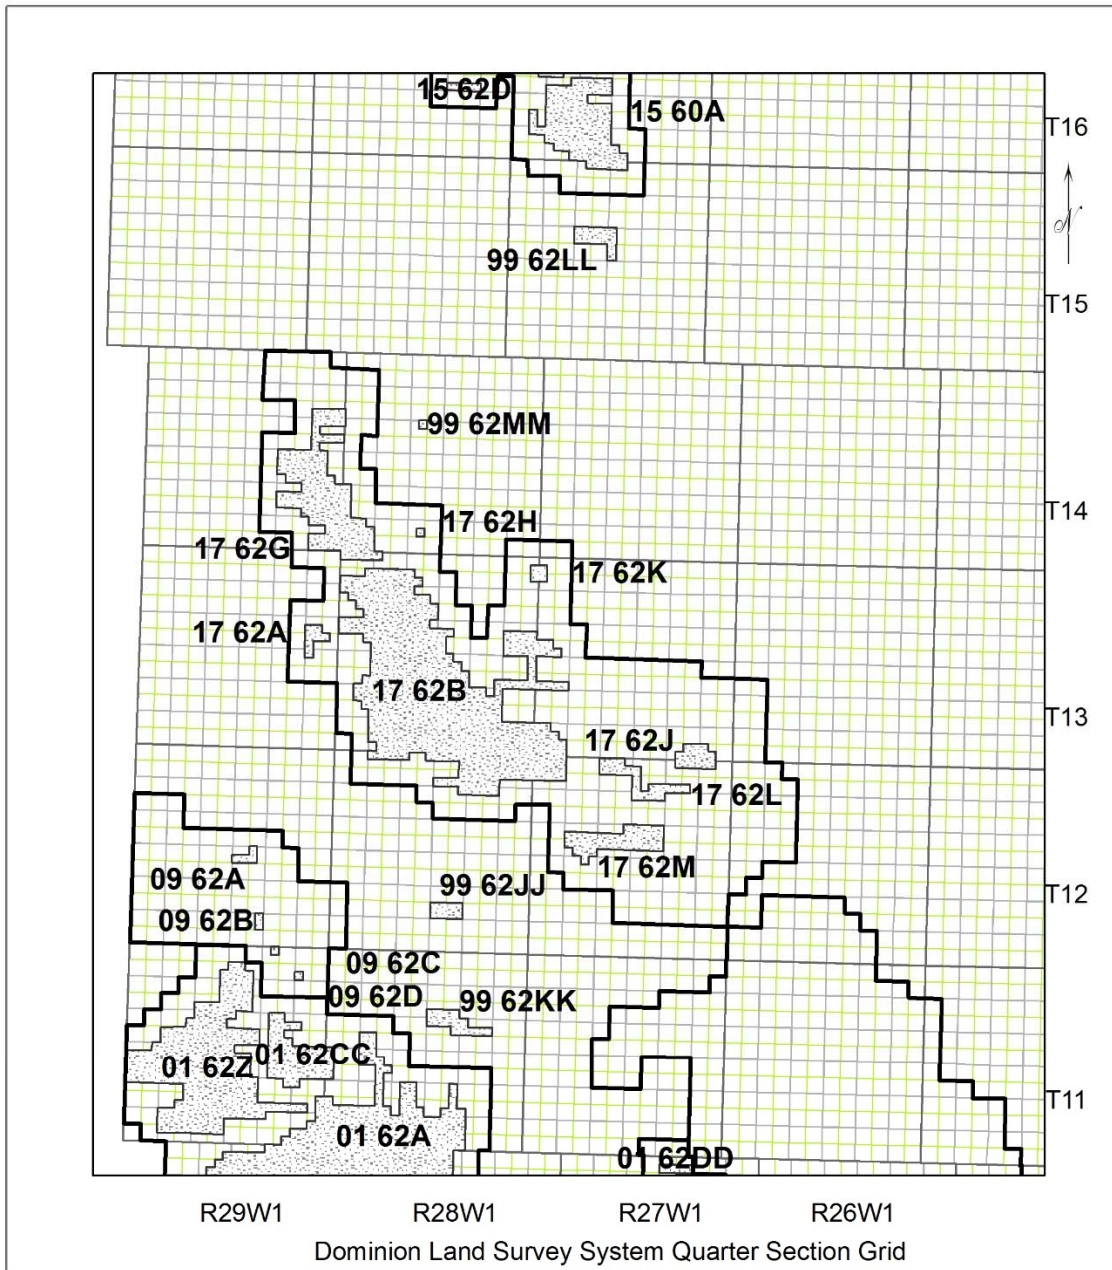 15 62D
15 60A
T16
N
99 62LL
T15
99 62MM
T14
17 62H
17 62G
17 62K
17 62A
17 62B
T13
17 62J
17 62L
17 62M
09 62A
99 62JJ
T12
09 62B
09 62C
09 62D
99 62KK
01 62CC
01 62Z
T11
01 62A
01 62DD
R29W1 R28W1 R27W1 R26W1
Dominion Land Survey System Quarter Section Grid